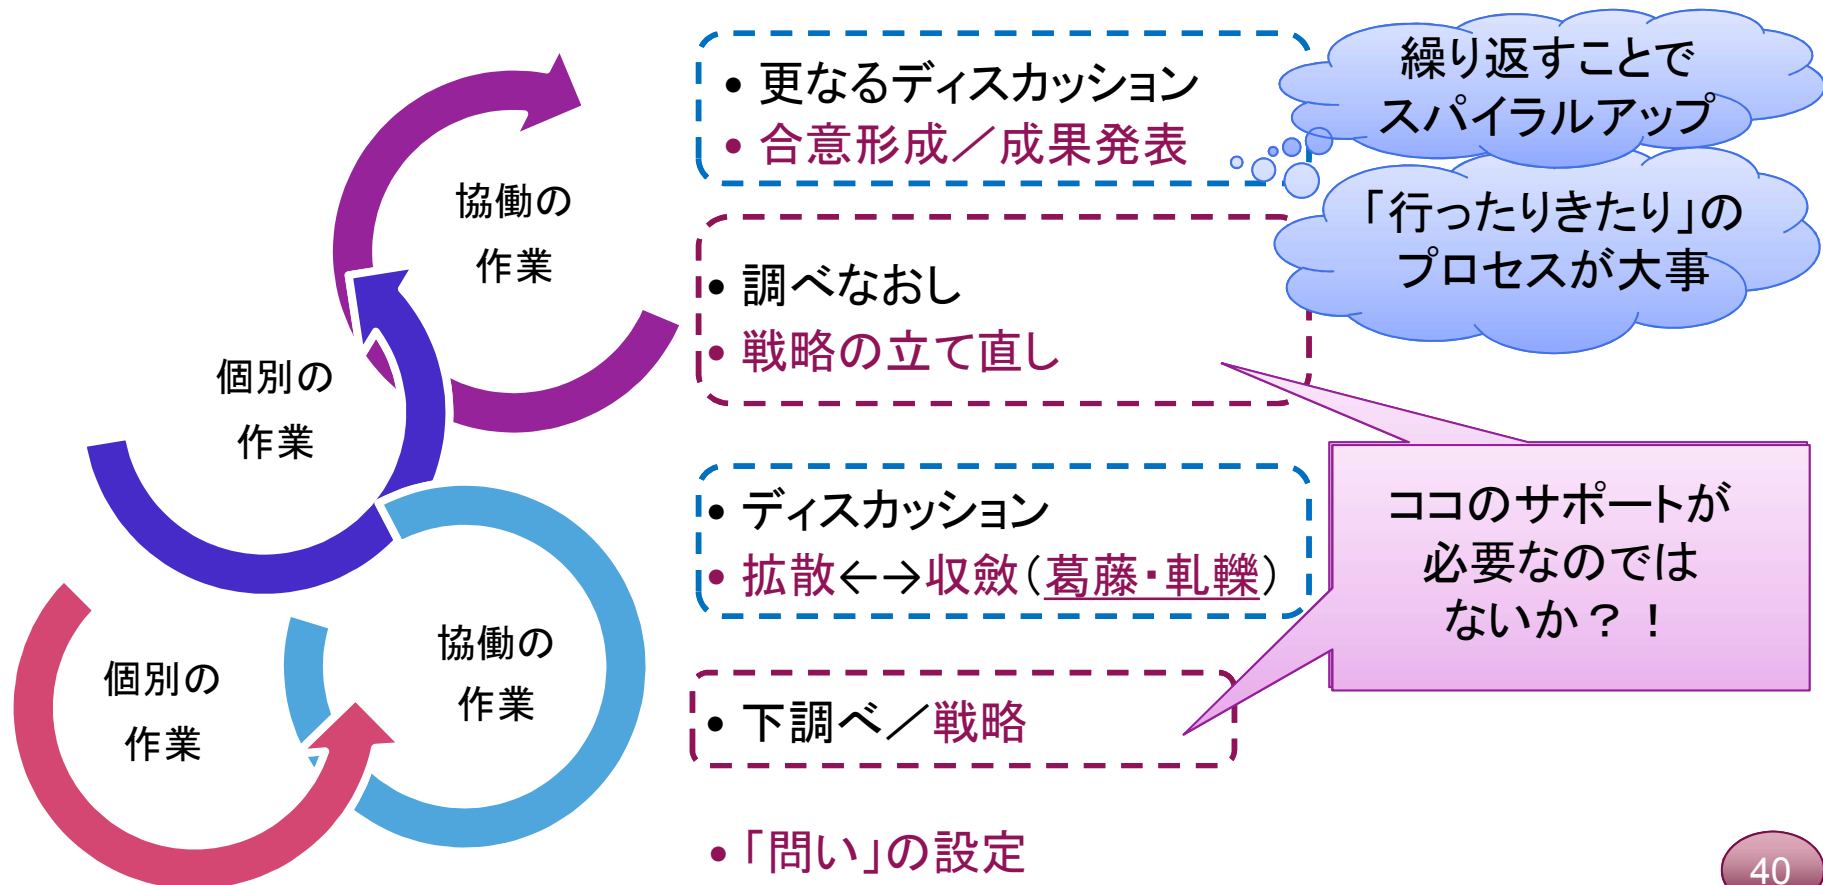 協働の
作業
個別の
作業
個別の
作業
協働の
作業
• 更なるディスカッション
• 合意形成／成果発表
• 調べなおし
• 戦略の立て直し
• ディスカッション
• 拡散←→収斂（葛藤・軋轢）
• 下調べ／戦略
• 「問い」の設定
繰り返すことで
スパイラルアップ
「行ったりきたり」の
プロセスが大事
ココのサポートが
必要なのでは
ないか？！
40